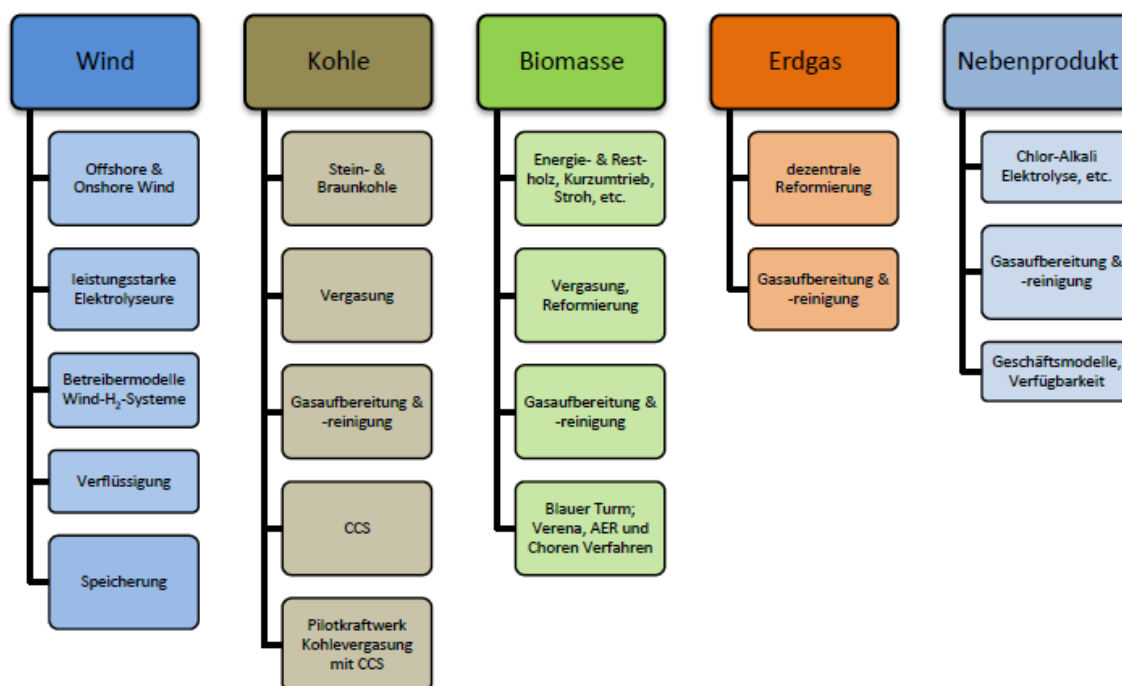 Wind
Offshore &
Onshore Wind
leistungsstarke
Elektrolyseure
Betreibermodelle
Wind-H₂-Systeme
Verflüssigung
Speicherung
Kohle
Stein- &
Braunkohle
Vergasung
Gasaufbereitung &
-reinigung
CCS
Pilotkraftwerk
Kohlevergasung
mit CCS
Biomasse
Energie- & Rest-
holz, Kurzumtrieb,
Stroh, etc.
Vergasung,
Reformierung
Gasaufbereitung &
-reinigung
Blauer Turm;
Verena, AER und
Choren Verfahren
Erdgas
dezentrale
Reformierung
Gasaufbereitung &
-reinigung
Nebenprodukt
Chlor-Alkali
Elektrolyse, etc.
Gasaufbereitung &
-reinigung
Geschäftsmodelle,
Verfügbarkeit